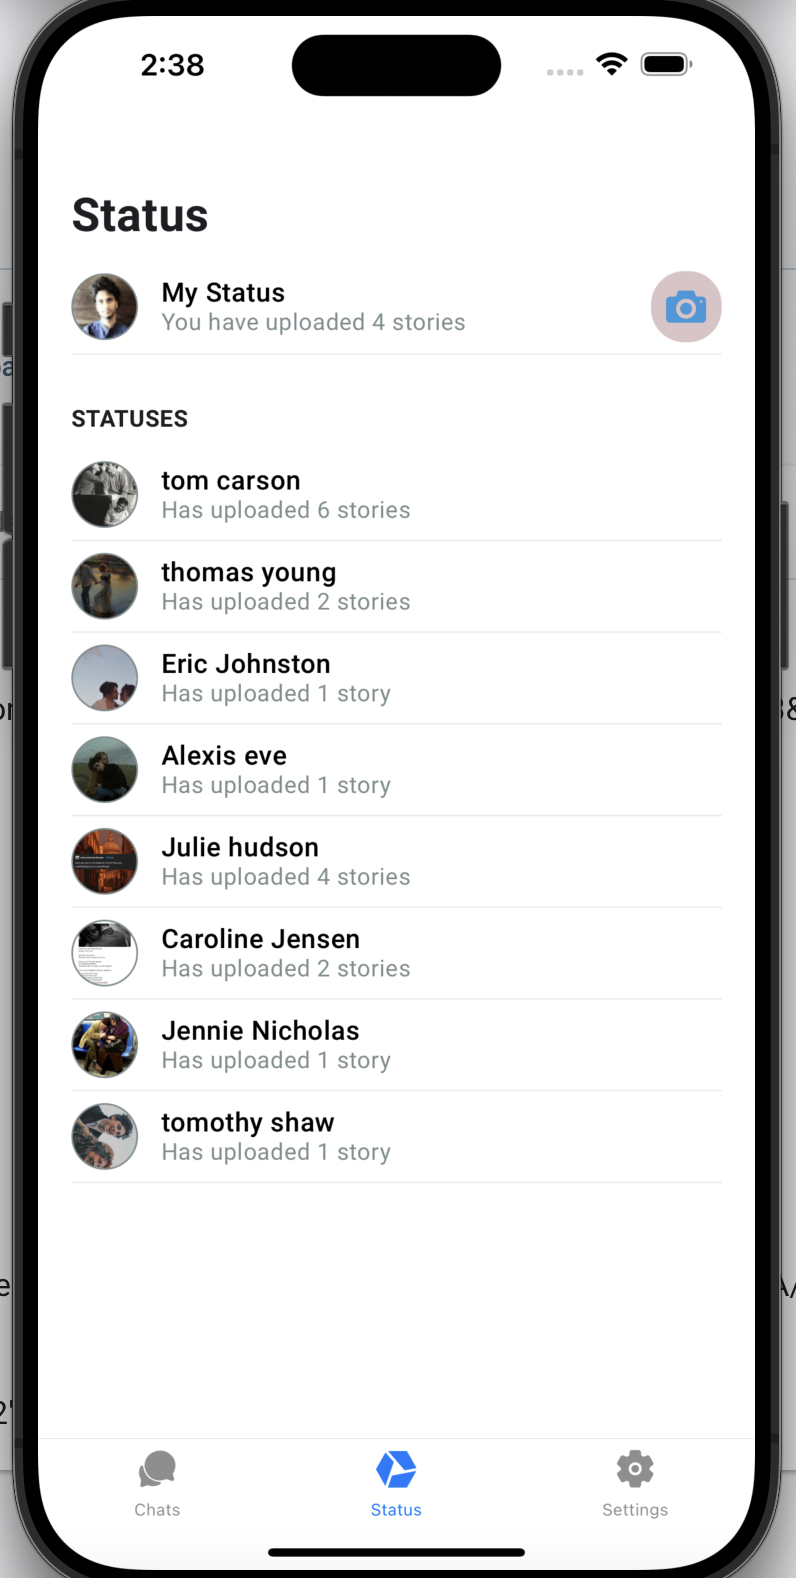 2:38
Status
My Status
You have uploaded 4 stories
STATUSES
tom carson
Has uploaded 6 stories
thomas young
Has uploaded 2 stories
Eric Johnston
Has uploaded 1 story
Alexis eve
Has uploaded 1 story
Julie hudson
Has uploaded 4 stories
Caroline Jensen
Has uploaded 2 stories
Jennie Nicholas
Has uploaded 1 story
tomothy shaw
Has uploaded 1 story
Chats
Status
Settings